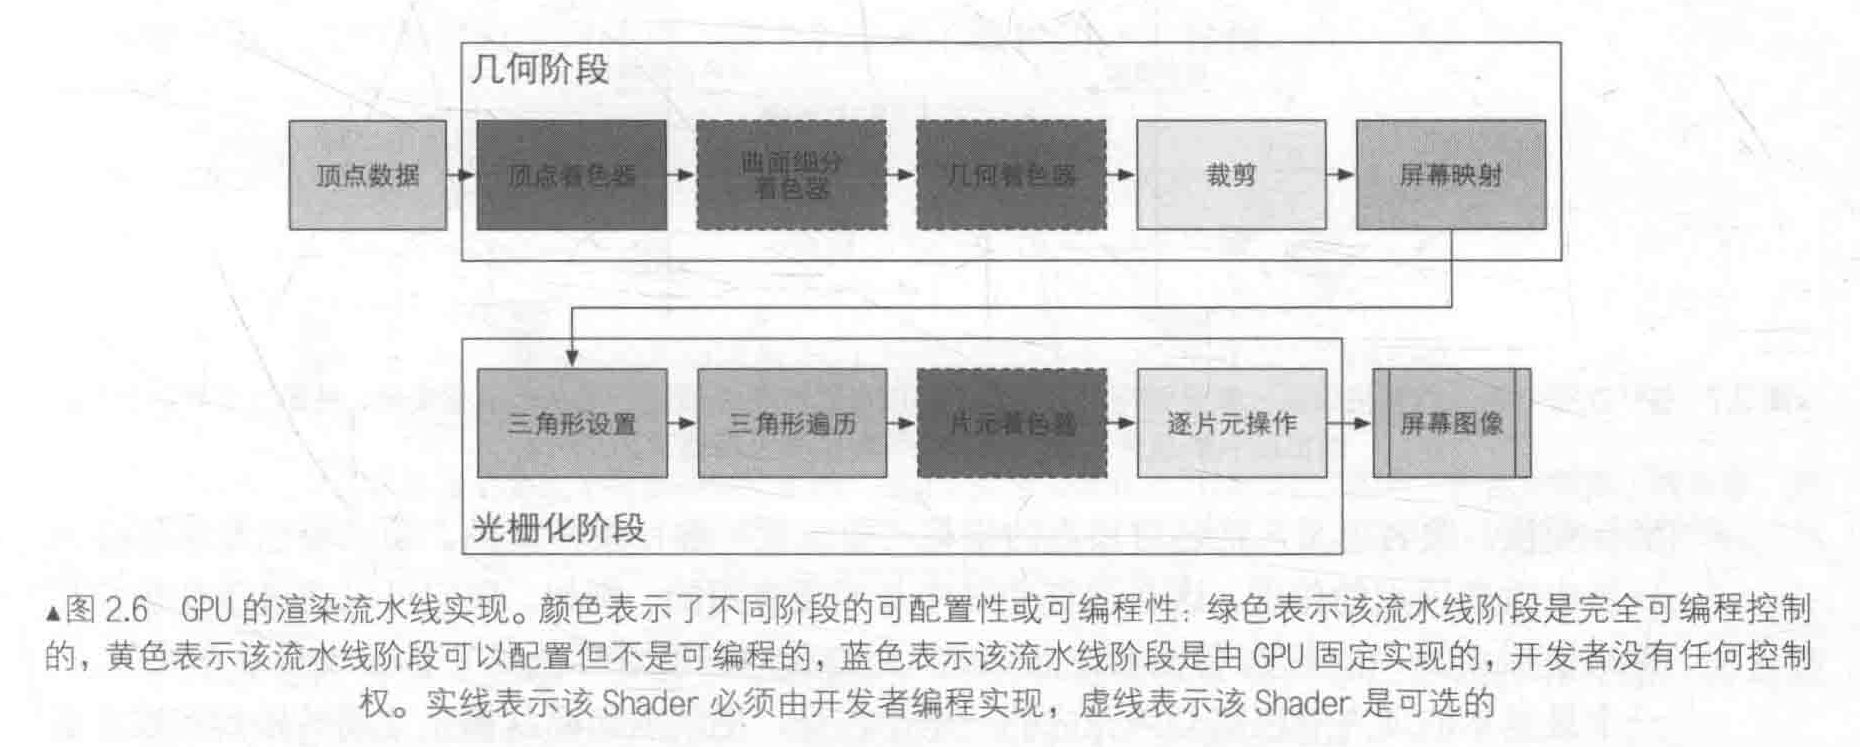 几何阶段
顶点数据
顶点着色器
曲面细分
着色器
几何着色器
裁剪
屏幕映射
三角形设置
三角形遍历
片元着色器
逐片元操作
屏幕图像
光栅化阶段
▲图 2.6 GPU 的渲染流水线实现。颜色表示了不同阶段的可配置性或可编程性：绿色表示该流水线阶段是完全可编程控制
的，黄色表示该流水线阶段可以配置但不是可编程的，蓝色表示该流水线阶段是由 GPU 固定实现的，开发者没有任何控制
权。实线表示该 Shader 必须由开发者编程实现，虚线表示该 Shader 是可选的